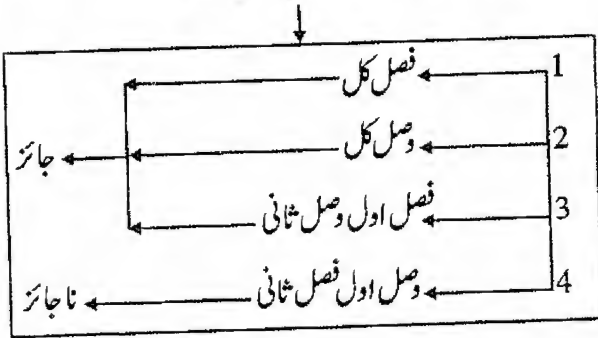 1 فصل کل
2 وصل کل
جائز
3 فصل اول وصل ثانی
4 وصل اول فصل ثانی ناجائز